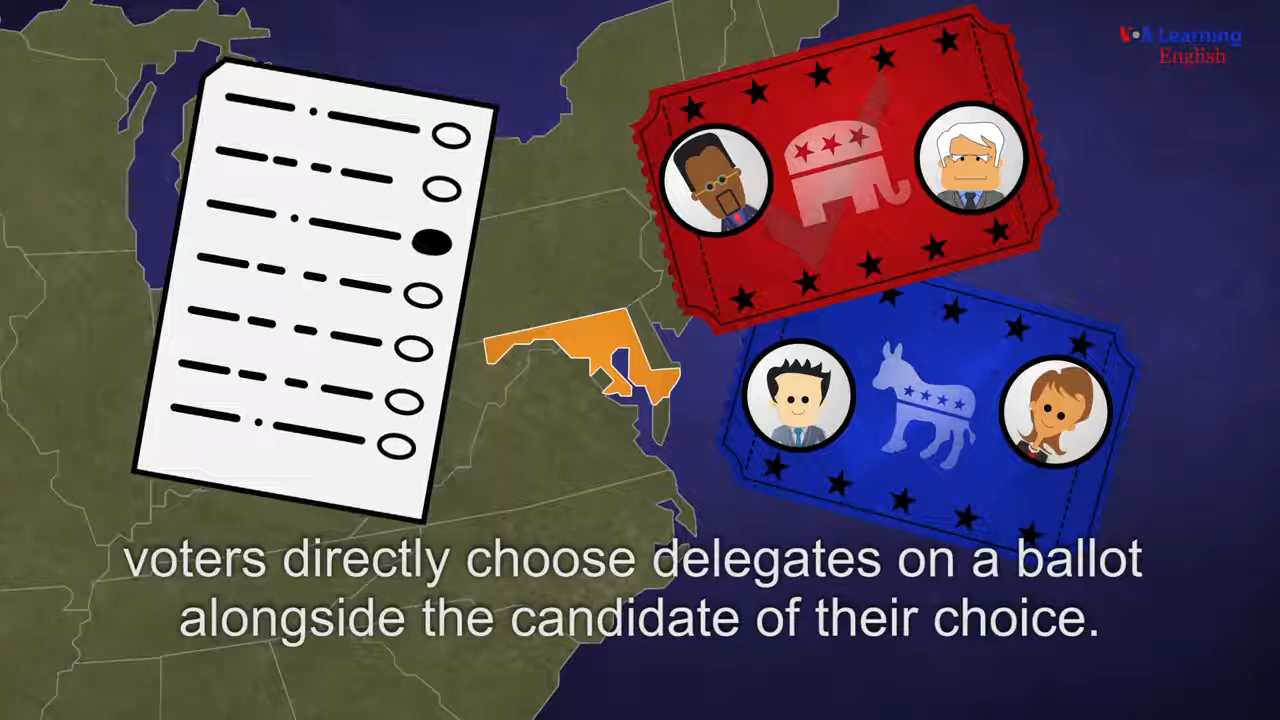 VOA Learning
English
voters directly choose delegates on a ballot
alongside the candidate of their choice.